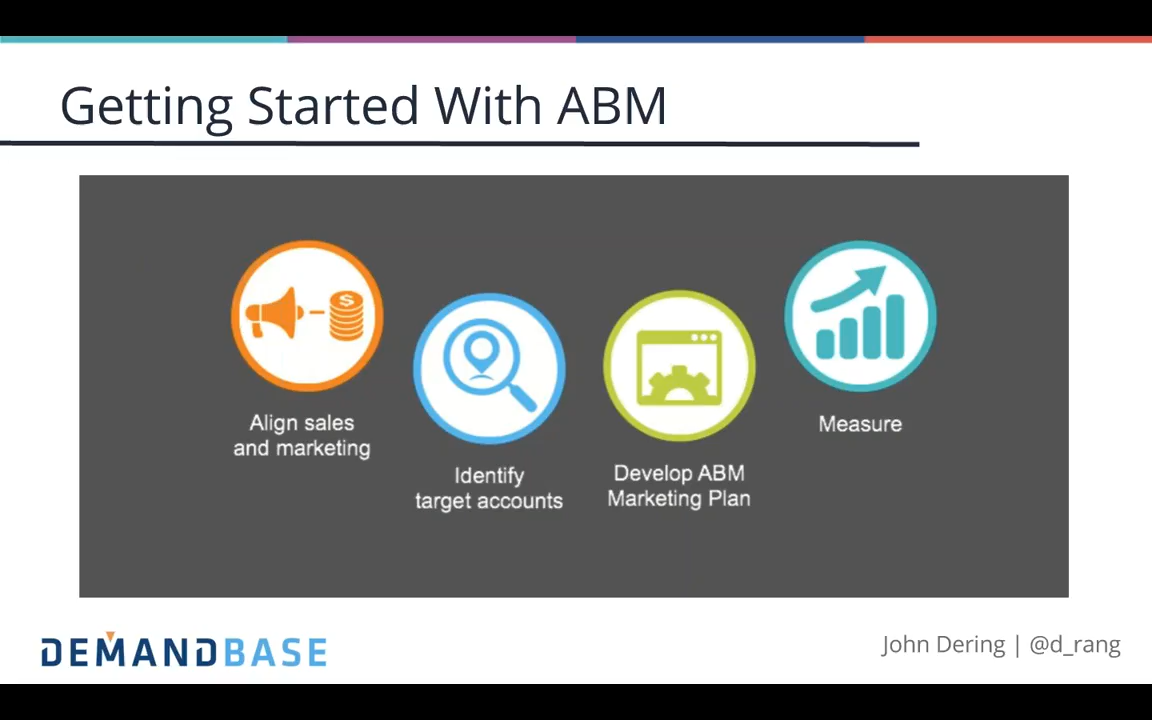 Getting Started With ABM
$
Align sales
and marketing
Identify
target accounts
Develop ABM
Marketing Plan
Measure
DEMANDBASE
John Dering | @d_rang